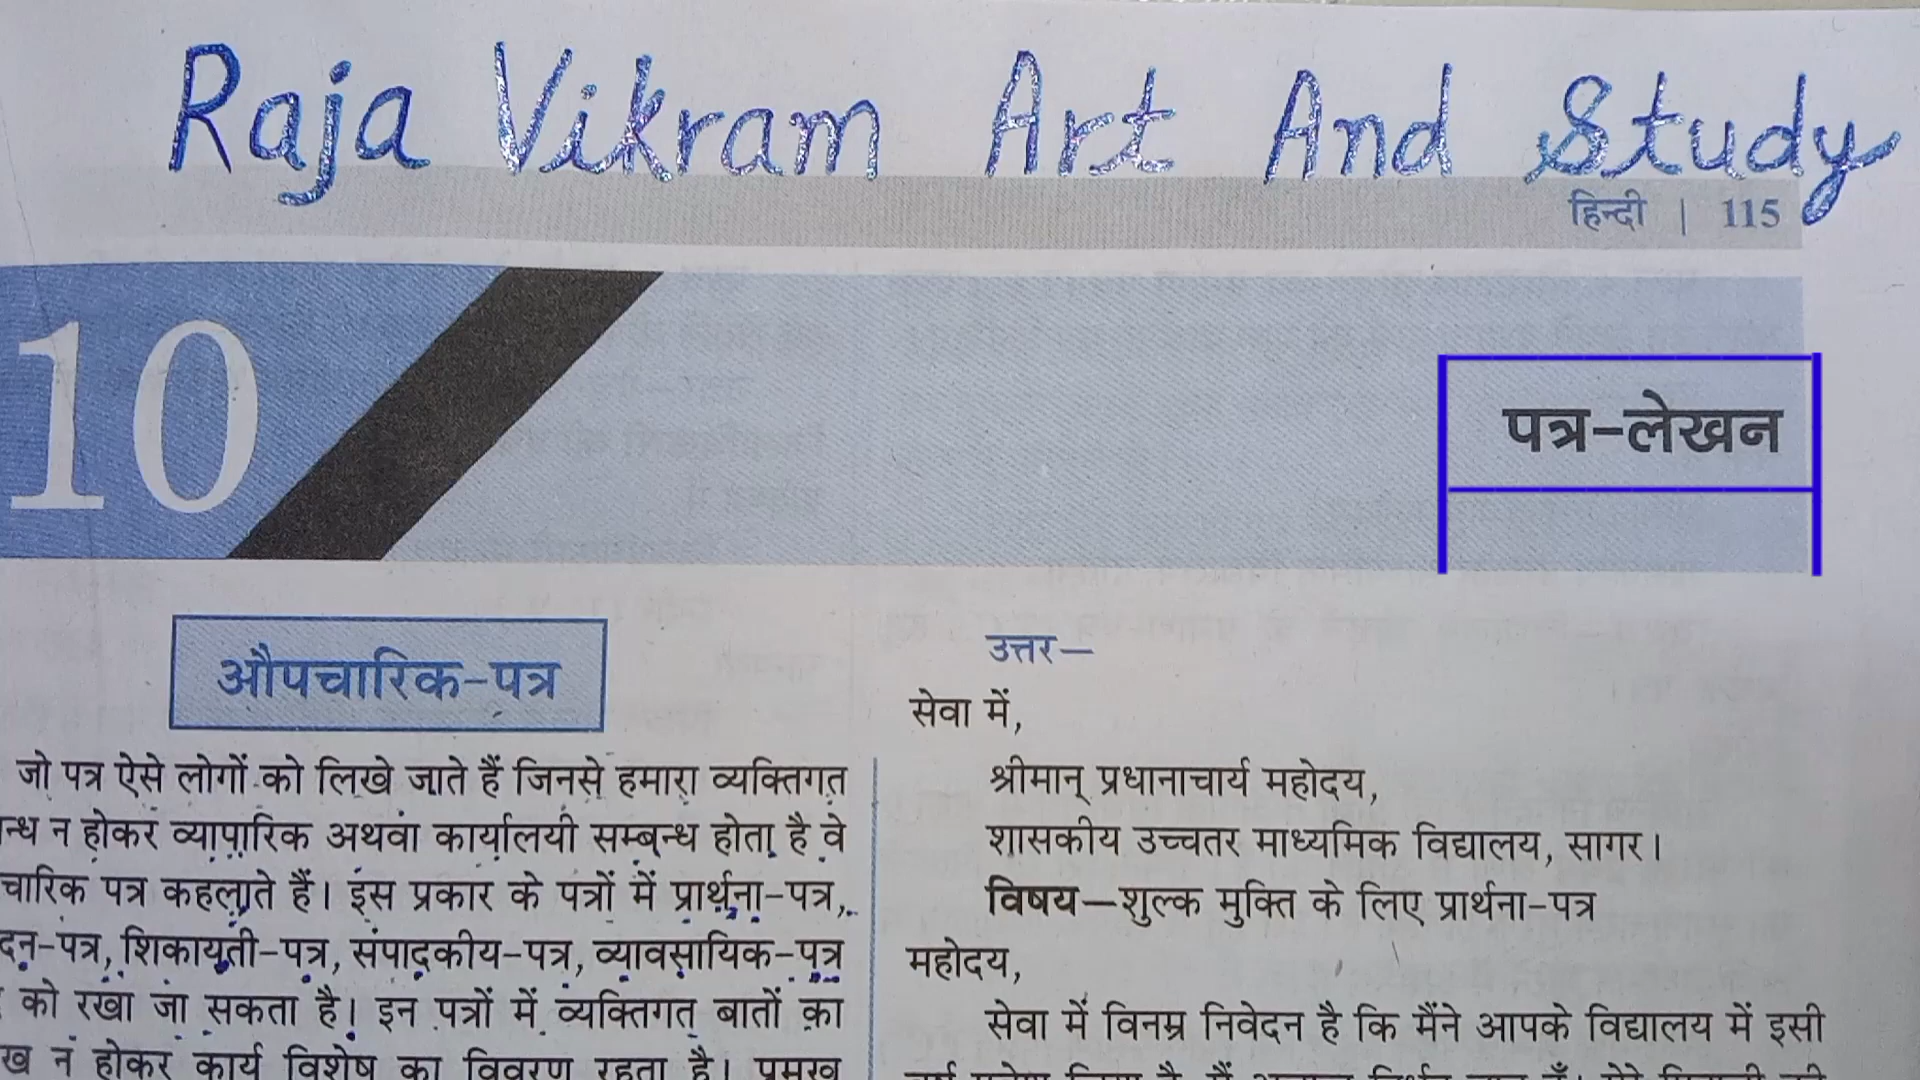 Raja Vikram Art And Study
हिन्दी | 115
10
पत्र-लेखन
औपचारिक-पत्र
जो पत्र ऐसे लोगों को लिखे जाते हैं जिनसे हमारा व्यक्तिगत
न होकर व्यापारिक अथवा कार्यालयी सम्बन्ध होता है वे
पत्र कहलाते हैं। इस प्रकार के पत्रों में प्रार्थना-पत्र,
शिकायती-पत्र, संपादकीय-पत्र, व्यावसायिक-पत्र
को रखा जा सकता है। इन पत्रों में व्यक्तिगत बातों का
न होकर कार्य विशेष का विवरण रहता है। प्रमुख
उत्तर—
सेवा में,
श्रीमान् प्रधानाचार्य महोदय,
शासकीय उच्चतर माध्यमिक विद्यालय, सागर।
विषय—शुल्क मुक्ति के लिए प्रार्थना-पत्र
महोदय,
सेवा में विनम्र निवेदन है कि मैंने आपके विद्यालय में इसी